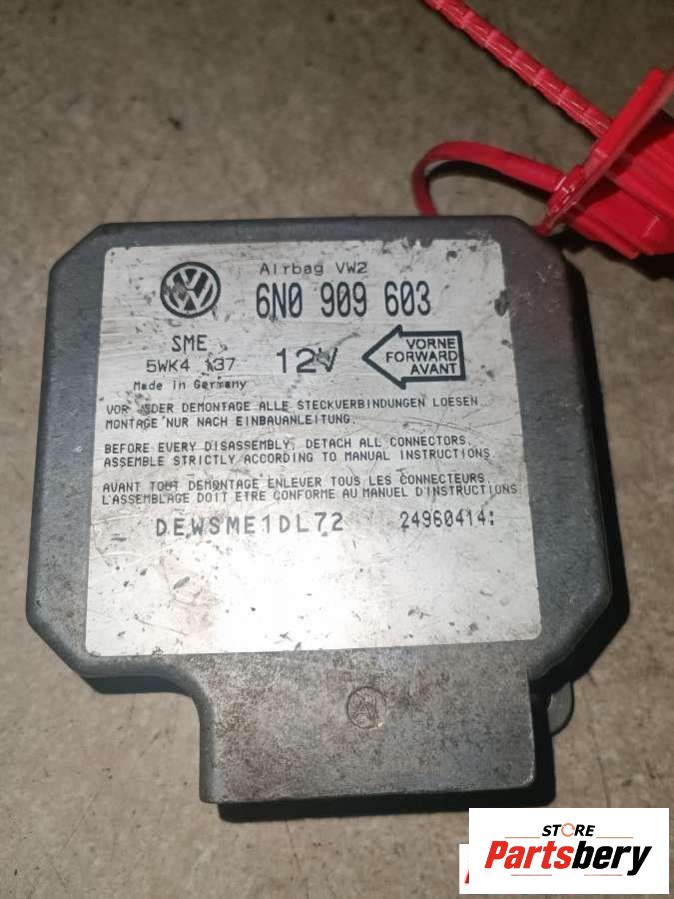 Airbag VW2
6N0 909 603
SME
5WK4 137
Made in Germany
12V
VORNE
FORWARD
AVANT
VOR JEDER DEMONTAGE ALLE STECKVERBINDUNGEN LOESEN.
MONTAGE NUR NACH EINBAUANLEITUNG.
BEFORE EVERY DISASSEMBLY, DETACH ALL CONNECTORS.
ASSEMBLE STRICTLY ACCORDING TO MANUAL INSTRUCTIONS.
AVANT TOUT DEMONTAGE ENLEVER TOUS LES CONNECTEURS.
L'ASSEMBLAGE DOIT ETRE CONFORME AU MANUEL D'INSTRUCTIONS
DEWSME1DL72
24960414:
A
STORE
Partsbery